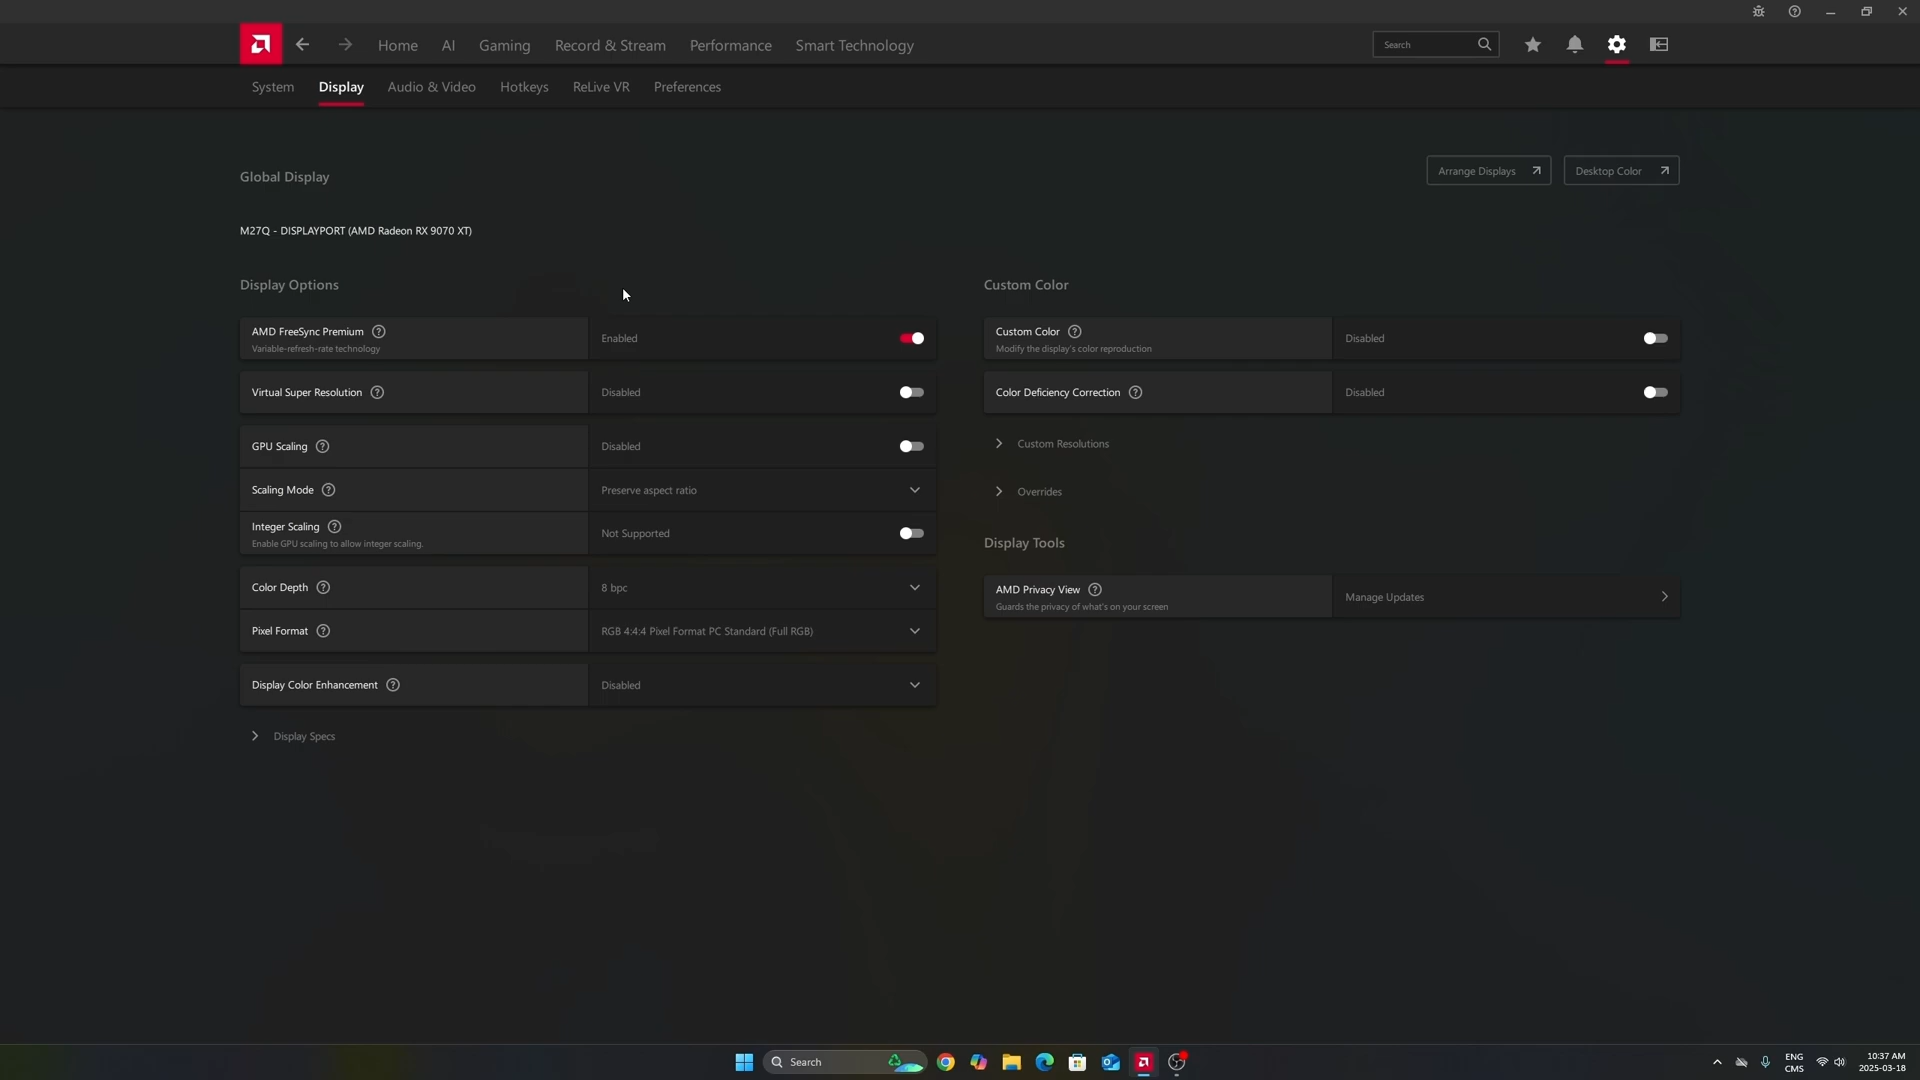 Home
AI
Gaming
Record & Stream
Performance
Smart Technology
Search
System
Display
Audio & Video
Hotkeys
ReLive VR
Preferences
Global Display
Arrange Displays
Desktop Color
M27Q - DISPLAYPORT (AMD Radeon RX 9070 XT)
Display Options
AMD FreeSync Premium
Variable-refresh-rate technology
Enabled
Virtual Super Resolution
Disabled
GPU Scaling
Disabled
Scaling Mode
Preserve aspect ratio
Integer Scaling
Enable GPU scaling to allow integer scaling.
Not Supported
Color Depth
8 bpc
Pixel Format
RGB 4:4:4 Pixel Format PC Standard (Full RGB)
Display Color Enhancement
Disabled
Display Specs
Custom Color
Custom Color
Modify the display's color reproduction
Disabled
Color Deficiency Correction
Disabled
Custom Resolutions
Overrides
Display Tools
AMD Privacy View
Guards the privacy of what's on your screen
Manage Updates
Search
ENG
CMS
10:37 AM
2025-03-18